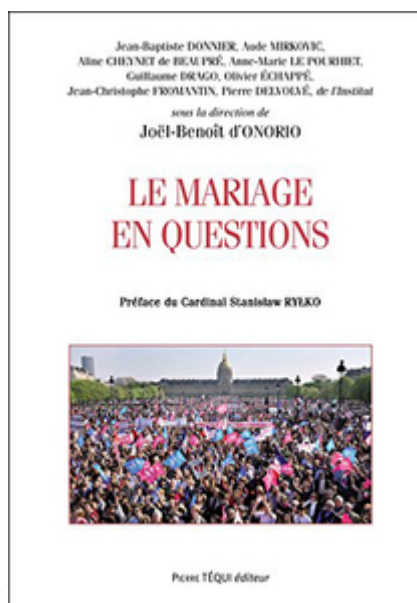 Jean-Baptiste DONNIER, Aude MIRKOVIC,
Aline CHEYNET de BEAUPRÉ, Anne-Marie LE POURHIET,
Guillaume DRAGO, Olivier ÉCHAPPÉ,
Jean-Christophe FROMANTIN, Pierre DELVOLVÉ, de l'Institut
sous la direction de
Joël-Benoît d'ONORIO
LE MARIAGE
EN QUESTIONS
Préface du Cardinal Stanisław RYŁKO
PIERRE TÉQUI éditeur